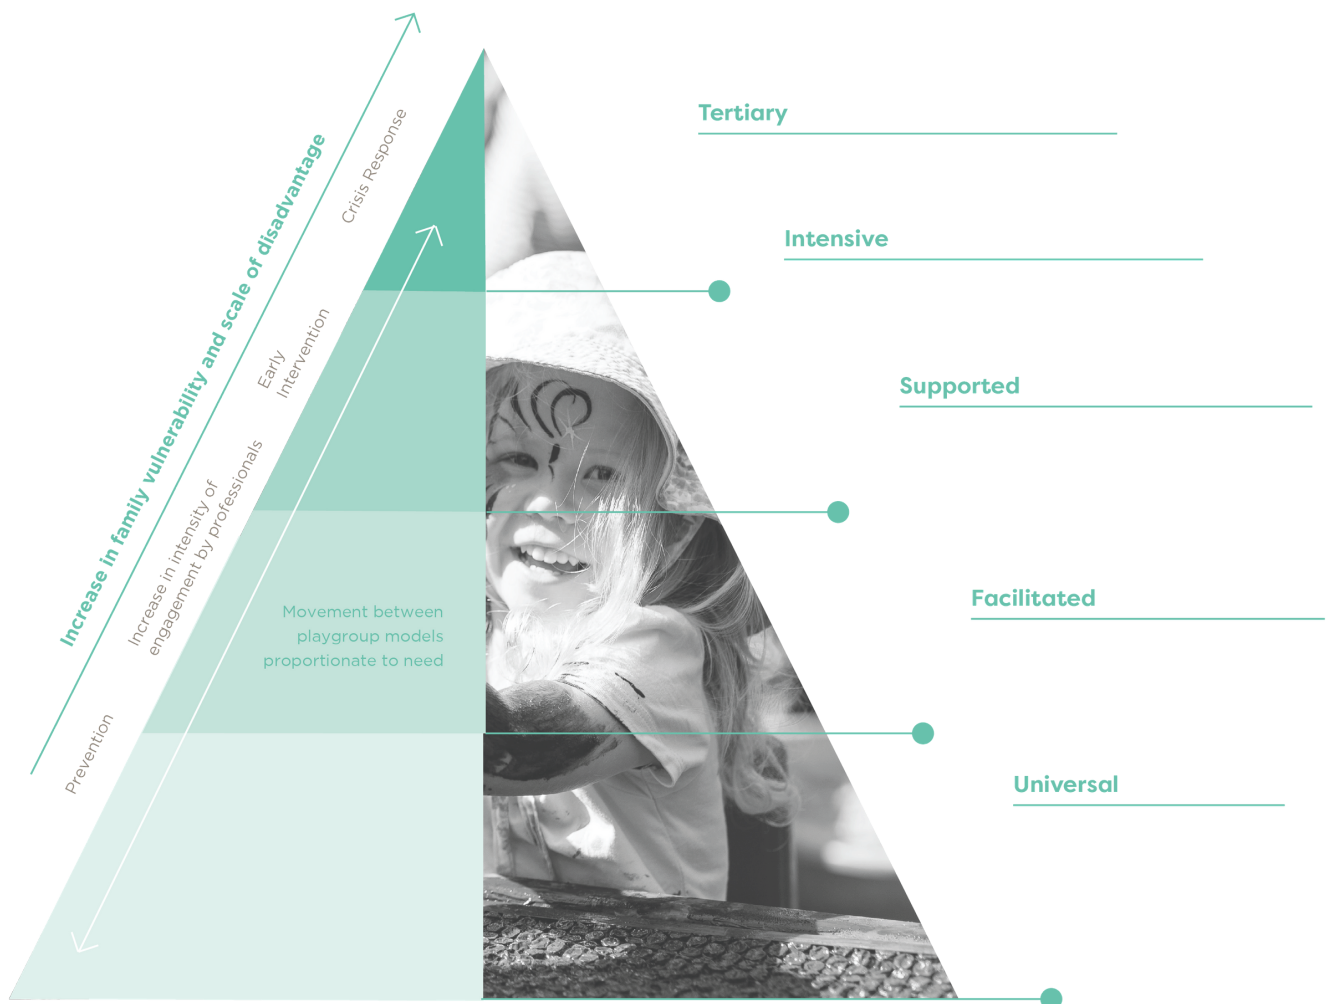 Increase in family vulnerability and scale of disadvantage
Crisis Response
Early
Intervention
Increase in intensity of
engagement by professionals
Prevention
Movement between
playgroup models
proportionate to need
Tertiary
Intensive
Supported
Facilitated
Universal